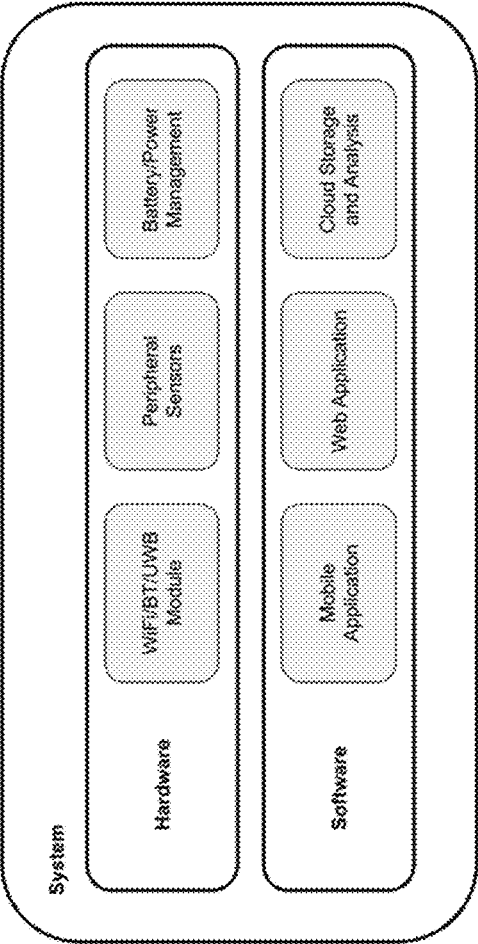 System
Hardware
WiFi/BT/UWB
Module
Peripheral
Sensors
Battery/Power
Management
Software
Mobile
Application
Web Application
Cloud Storage
and Analysis